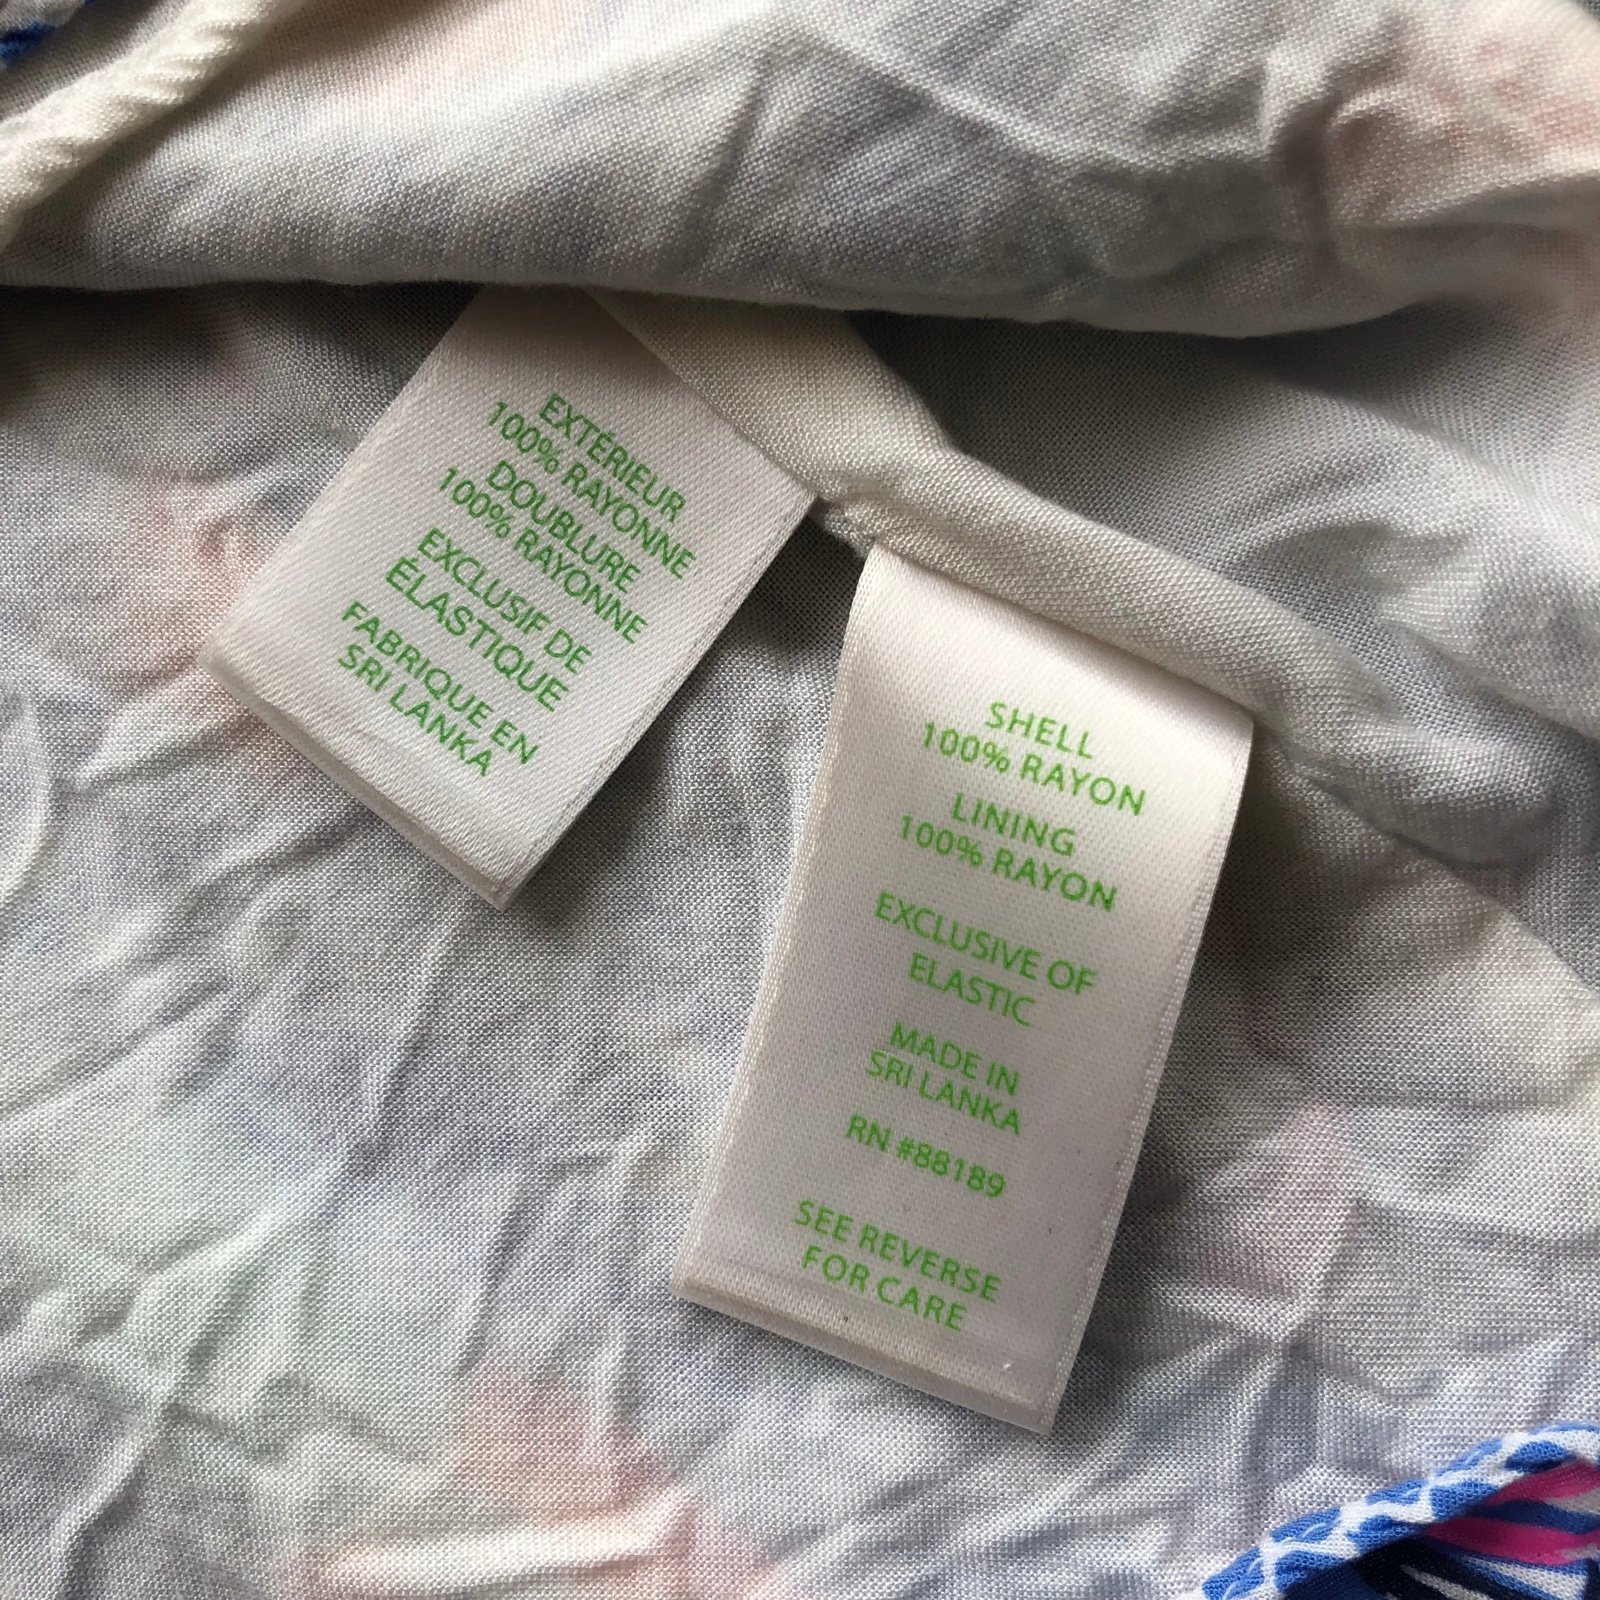 EXTÉRIEUR
100% RAYONNE
DOUBLURE
100% RAYONNE
EXCLUSIF DE
ÉLASTIQUE
FABRIQUE EN
SRI LANKA
SHELL
100% RAYON
LINING
100% RAYON
EXCLUSIVE OF
ELASTIC
MADE IN
SRI LANKA
RN #88189
SEE REVERSE
FOR CARE